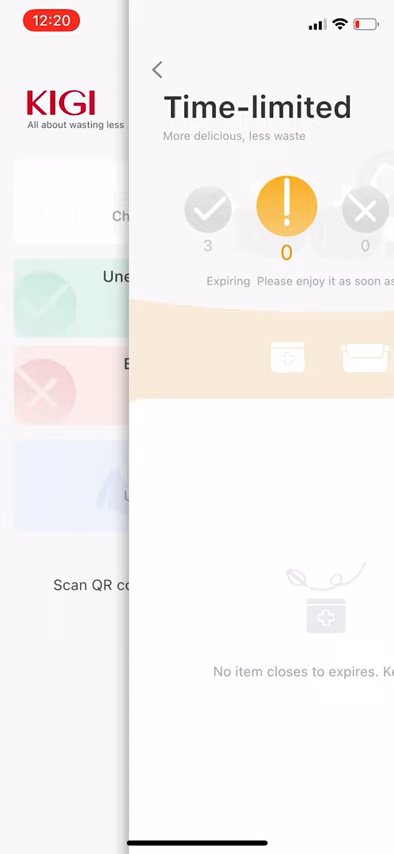 12:20
KIGI
All about wasting less
Time-limited
More delicious, less waste
Ch
3
0
0
Une
Expiring Please enjoy it as soon as
E
U
Scan QR co
No item closes to expires. Ke